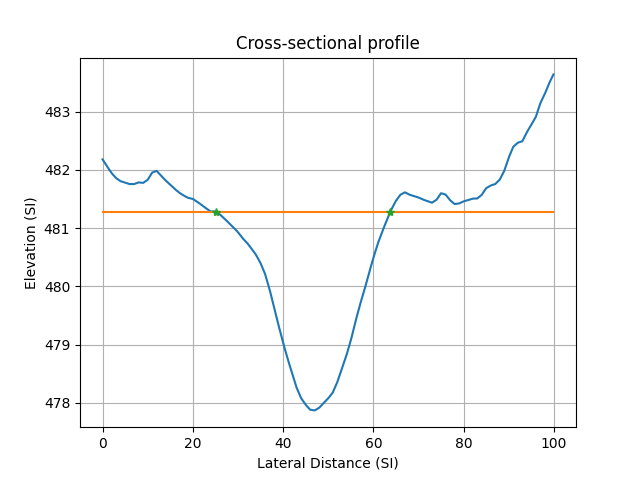 Cross-sectional profile
Elevation (SI)
483
482
481
480
479
478
0 20 40 60 80 100
Lateral Distance (SI)